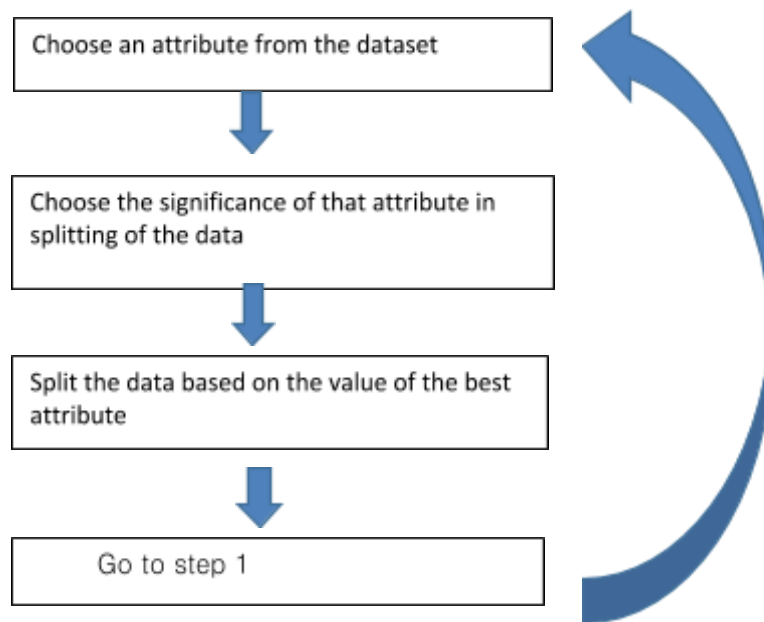 Choose an attribute from the dataset
Choose the significance of that attribute in
splitting of the data
Split the data based on the value of the best
attribute
Go to step 1